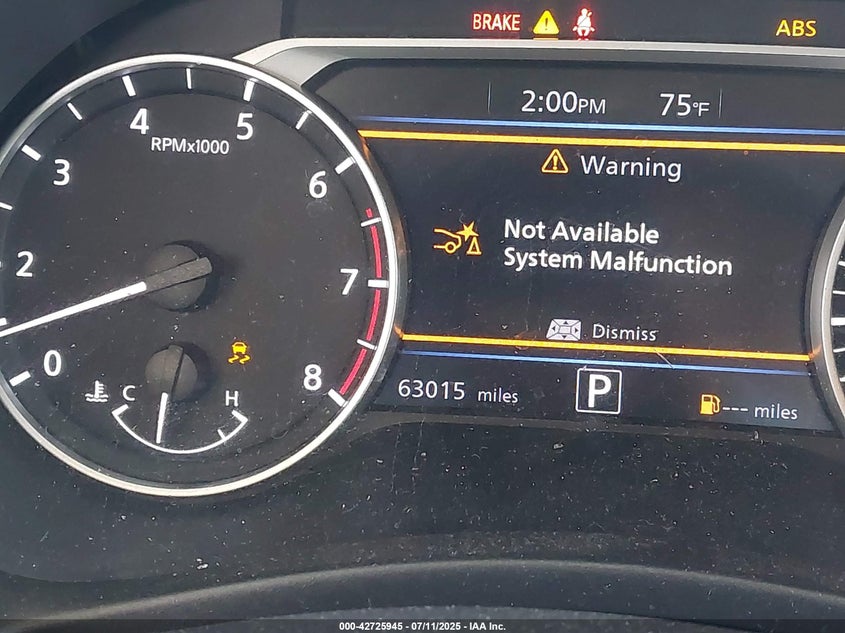 BRAKE
ABS
2:00PM 75°F
4 5
RPMx1000
3 6
Warning
Not Available
System Malfunction
2 7
Dismiss
0 8
C H
63015 miles P --- miles
000-42725945 - 07/11/2025 - IAA Inc.